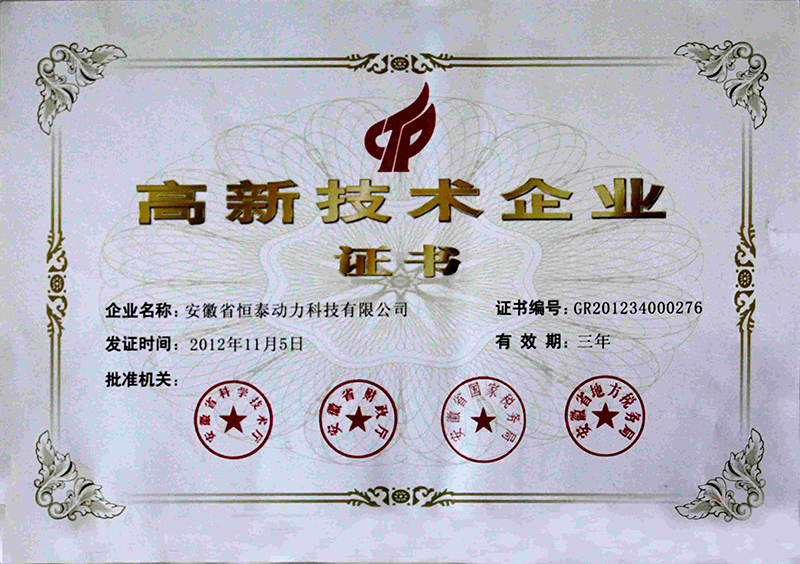 高新技术企业
证书
企业名称：安徽省恒泰动力科技有限公司
证书编号：GR201234000276
发证时间：2012年11月5日
有效期：三年
批准机关：
安徽省科学技术厅
安徽省财政厅
安徽省国家税务局
安徽省地方税务局